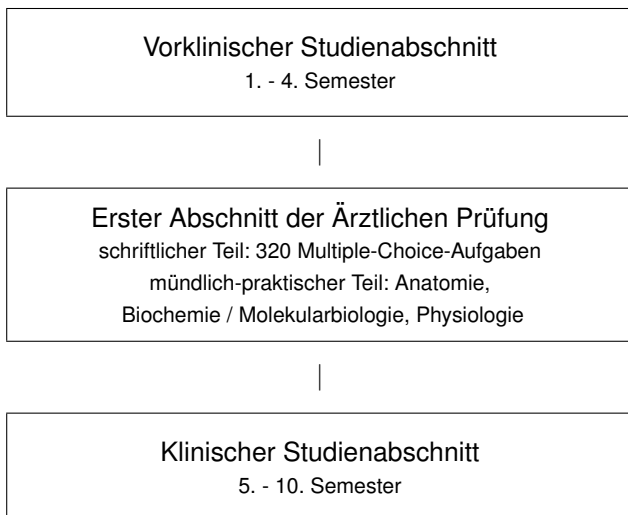 Vorklinischer Studienabschnitt
1. - 4. Semester
Erster Abschnitt der Ärztlichen Prüfung
schriftlicher Teil: 320 Multiple-Choice-Aufgaben
mündlich-praktischer Teil: Anatomie,
Biochemie / Molekularbiologie, Physiologie
Klinischer Studienabschnitt
5. - 10. Semester